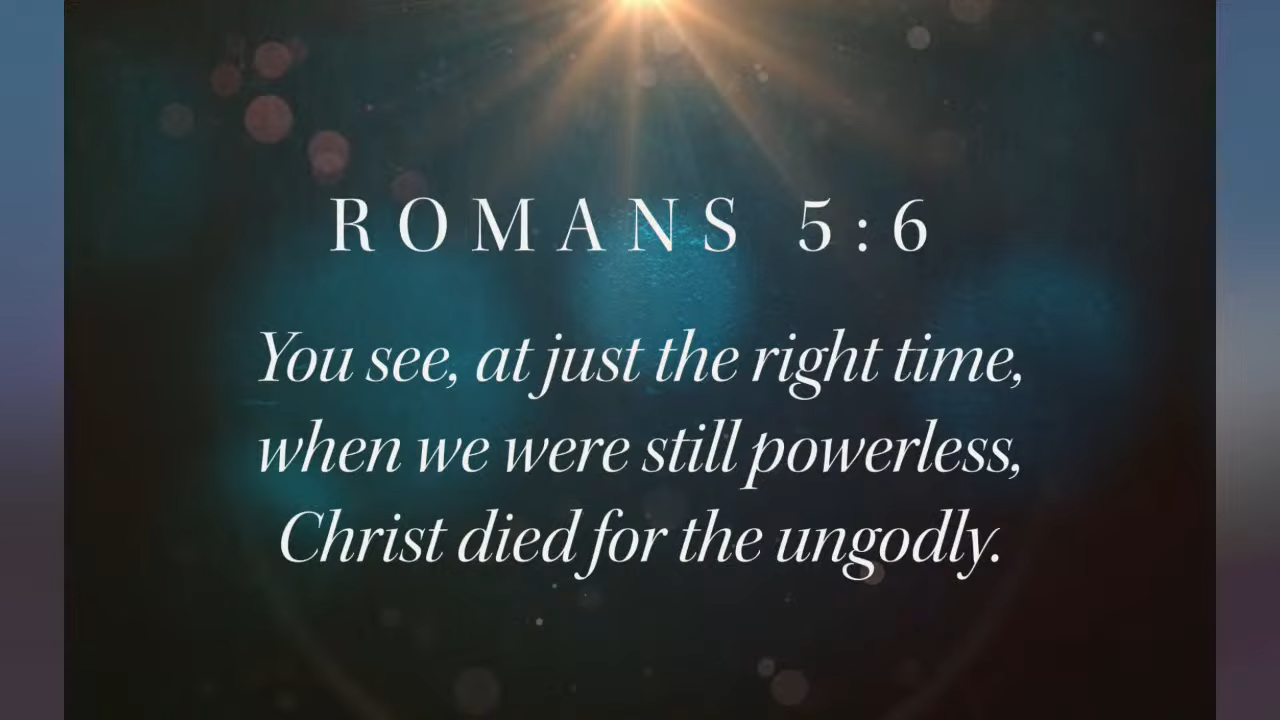 ROMANS 5:6
You see, at just the right time,
when we were still powerless,
Christ died for the ungodly.